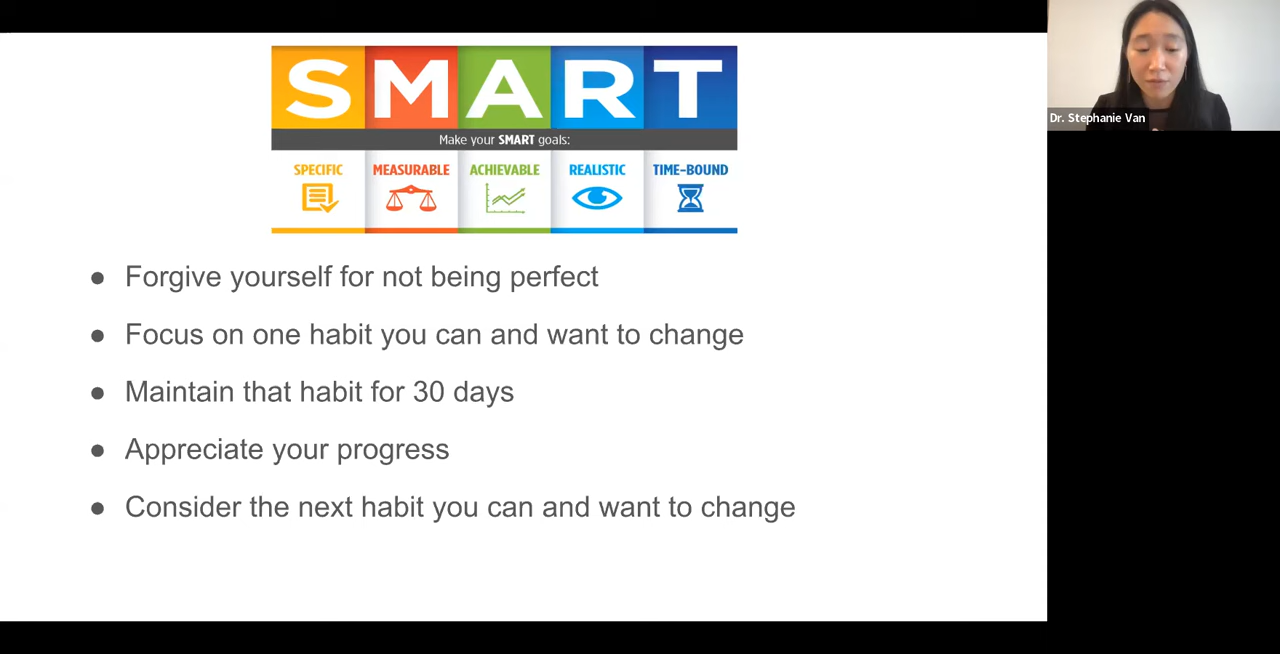 SMART
Make your SMART goals:
SPECIFIC MEASURABLE ACHIEVABLE REALISTIC TIME-BOUND
Dr. Stephanie Van
● Forgive yourself for not being perfect
● Focus on one habit you can and want to change
● Maintain that habit for 30 days
● Appreciate your progress
● Consider the next habit you can and want to change